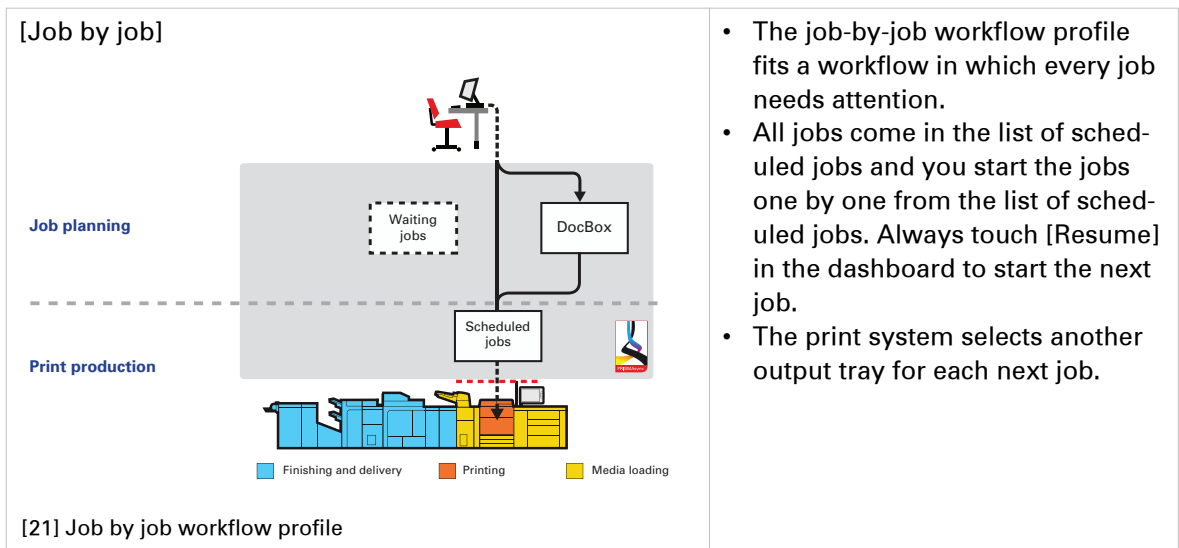 [Job by job]
Waiting
jobs
DocBox
Job planning
Scheduled
jobs
PRISMAsync
Print production
Finishing and delivery
Printing
Media loading
[21] Job by job workflow profile
• The job-by-job workflow profile
fits a workflow in which every job
needs attention.
• All jobs come in the list of sched-
uled jobs and you start the jobs
one by one from the list of sched-
uled jobs. Always touch [Resume]
in the dashboard to start the next
job.
• The print system selects another
output tray for each next job.